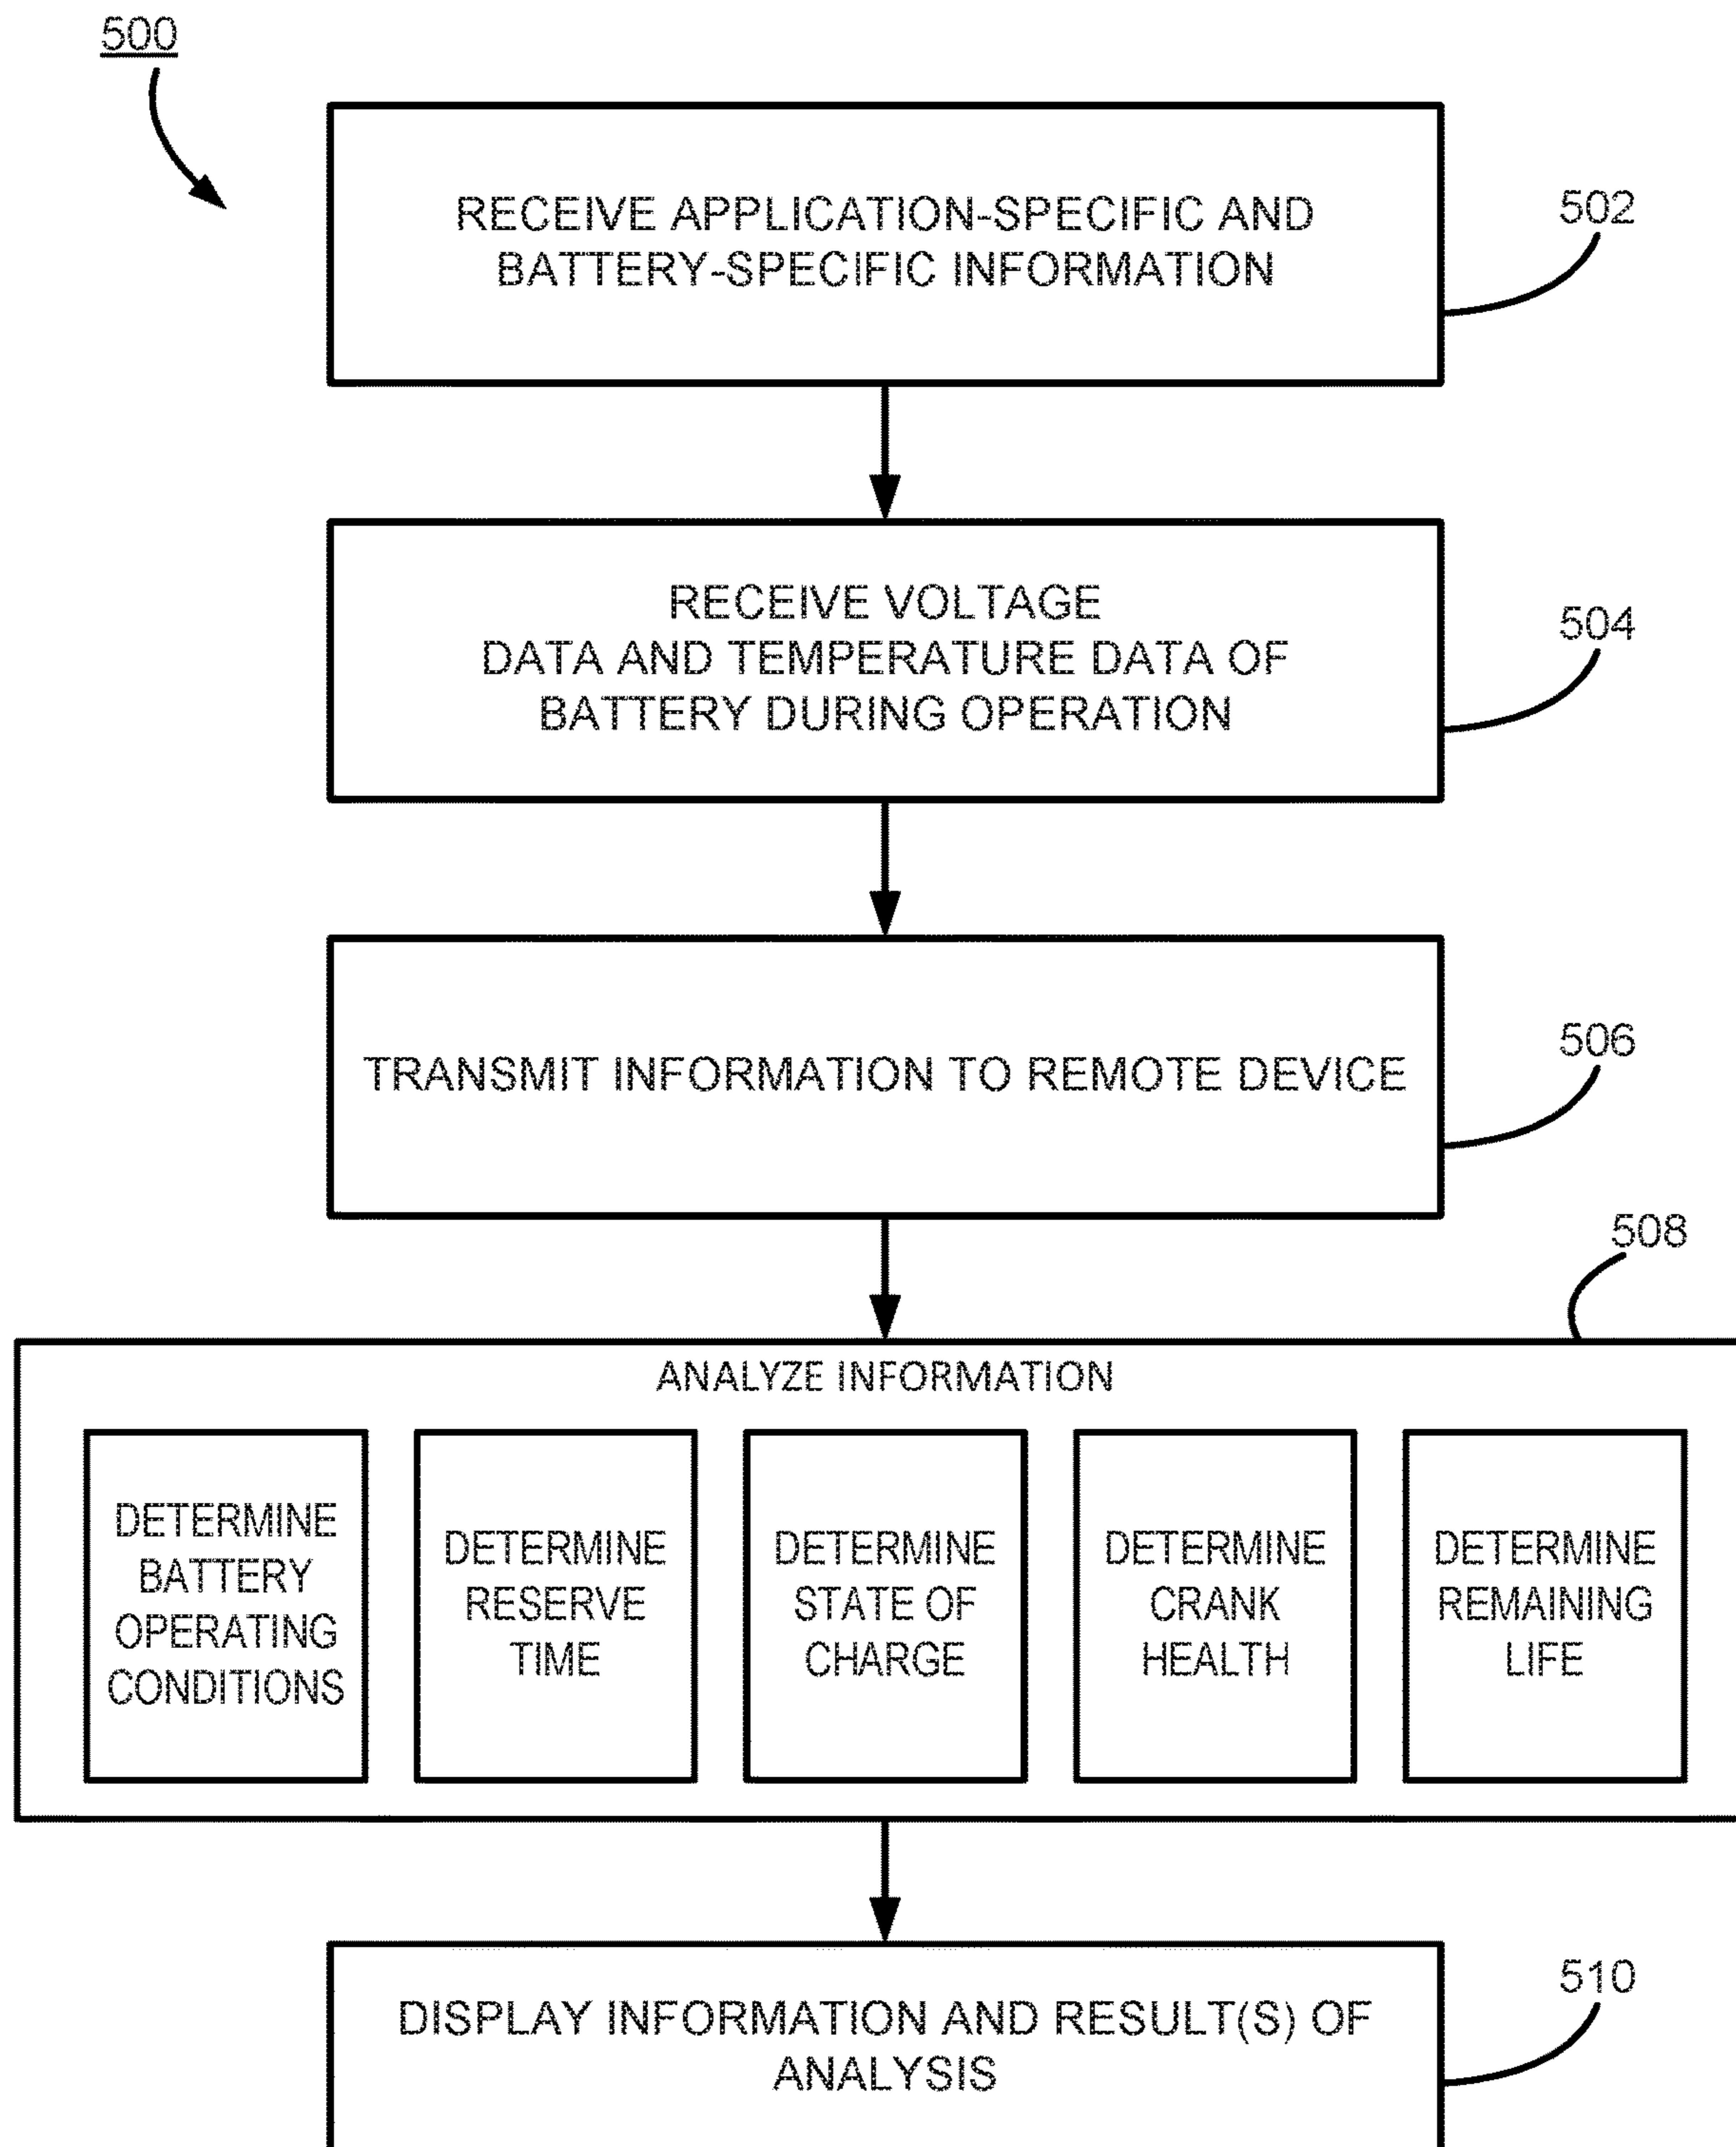 500
RECEIVE APPLICATION-SPECIFIC AND
BATTERY-SPECIFIC INFORMATION
502
RECEIVE VOLTAGE
DATA AND TEMPERATURE DATA OF
BATTERY DURING OPERATION
504
TRANSMIT INFORMATION TO REMOTE DEVICE
506
508
ANALYZE INFORMATION
DETERMINE
BATTERY
OPERATING
CONDITIONS
DETERMINE
RESERVE
TIME
DETERMINE
STATE OF
CHARGE
DETERMINE
CRANK
HEALTH
DETERMINE
REMAINING
LIFE
DISPLAY INFORMATION AND RESULT(S) OF
ANALYSIS
510